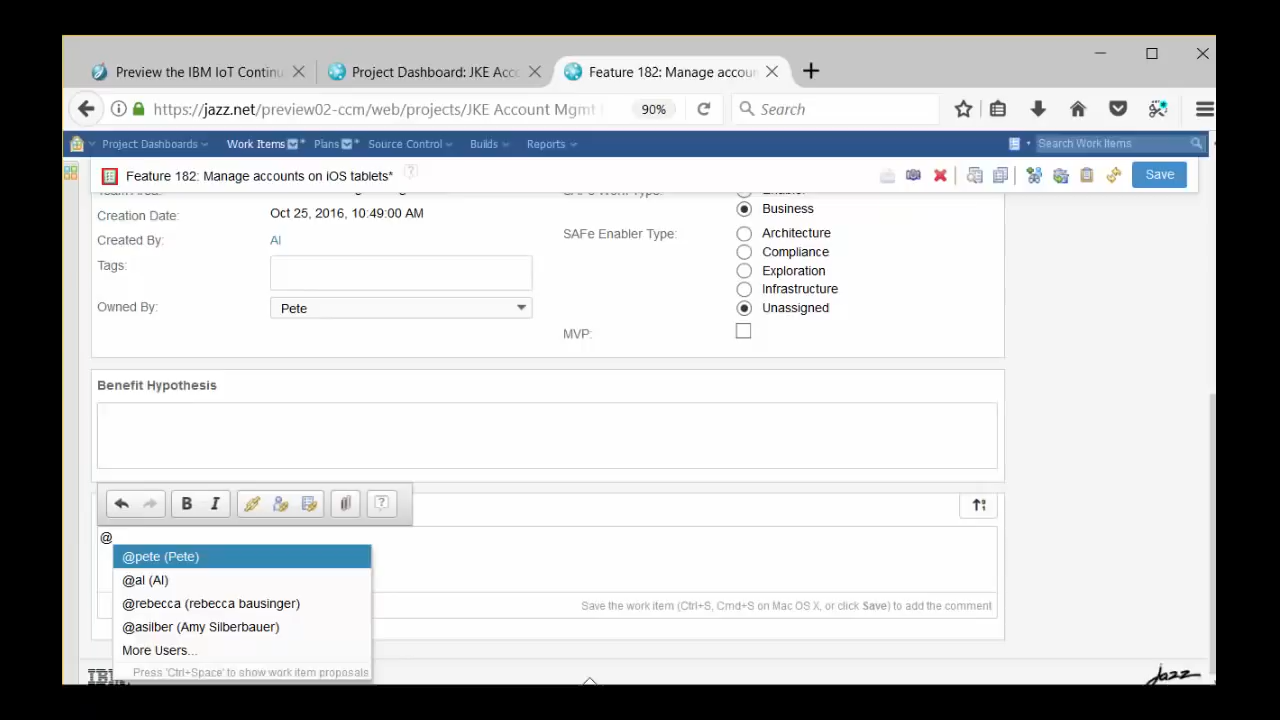 Preview the IBM IoT Continu
Project Dashboard: JKE Acco
Feature 182: Manage accou
https://jazz.net/preview02-ccm/web/projects/JKE Account Mgmt
90%
Search
Project Dashboards
Work Items
Plans
Source Control
Builds
Reports
Search Work Items
Feature 182: Manage accounts on iOS tablets*
Save
Creation Date:
Oct 25, 2016, 10:49:00 AM
Created By:
Al
Tags:
Owned By:
Pete
Business
SAFe Enabler Type:
Architecture
Compliance
Exploration
Infrastructure
Unassigned
MVP:
Benefit Hypothesis
B I
@
@pete (Pete)
@al (Al)
@rebecca (rebecca bausinger)
@asilber (Amy Silberbauer)
More Users...
Press 'Ctrl+Space' to show work item proposals
Save the work item (Ctrl+S, Cmd+S on Mac OS X, or click Save) to add the comment
IBM
Jazz